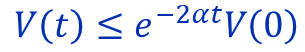 V(t) ≤ e^{-2αt}V(0)